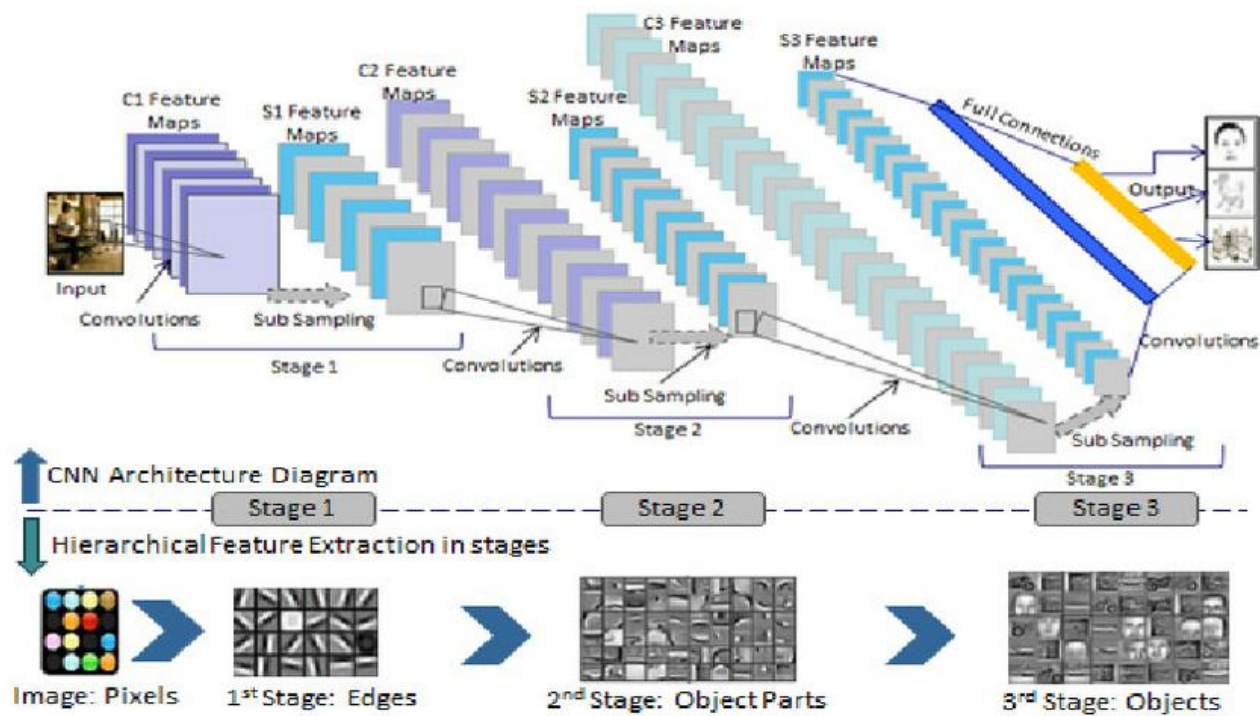 C1 Feature
Maps
S1 Feature
Maps
C2 Feature
Maps
S2 Feature
Maps
C3 Feature
Maps
S3 Feature
Maps
Full Connections
Output
Input
Convolutions
Sub Sampling
Stage 1
Convolutions
Sub Sampling
Stage 2
Convolutions
Convolutions
Sub Sampling
Stage 3
CNN Architecture Diagram
Stage 1
Stage 2
Stage 3
Hierarchical Feature Extraction in stages
Image: Pixels
1st Stage: Edges
2nd Stage: Object Parts
3rd Stage: Objects